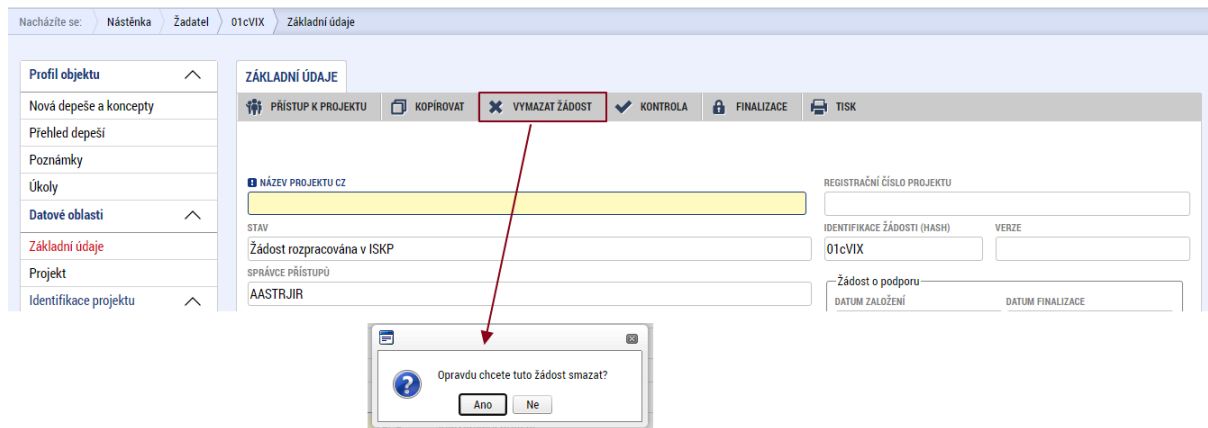 Nacházíte se: Nástěnka Žadatel 01cVIX Základní údaje
Profil objektu
Nová depeše a koncepty
Přehled depeší
Poznámky
Úkoly
Datové oblasti
Základní údaje
Projekt
Identifikace projektu
ZÁKLADNÍ ÚDAJE
PŘÍSTUP K PROJEKTU KOPÍROVAT VYMAZAT ŽÁDOST KONTROLA FINALIZACE TISK
NÁZEV PROJEKTU CZ
REGISTRAČNÍ ČÍSLO PROJEKTU
STAV
Žádost rozpracována v ISKP
IDENTIFIKACE ŽÁDOSTI (HASH) VERZE
01cVIX
SPRÁVCE PŘÍSTUPŮ
AASTRJIR
Žádost o podporu
DATUM ZALOŽENÍ DATUM FINALIZACE
Opravdu chcete tuto žádost smazat?
Ano Ne